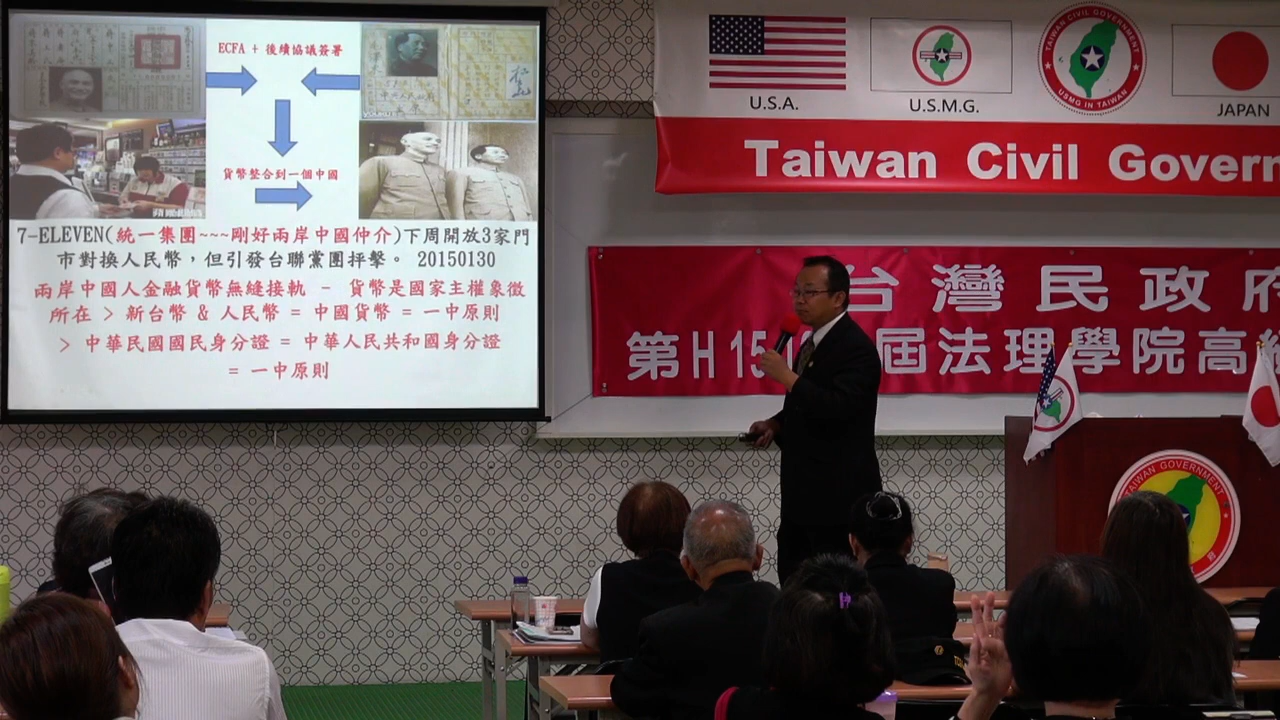 ECFA + 後續協議簽署
貨幣整合到一個中國
7-ELEVEN(統一集團~~~剛好兩岸中國仲介)下周開放3家門
市對換人民幣，但引發台聯黨團抨擊。 20150130
兩岸中國人金融貨幣無縫接軌 – 貨幣是國家主權象徵
所在 > 新台幣 & 人民幣 = 中國貨幣 = 一中原則
> 中華民國國民身分證 = 中華人民共和國身分證
= 一中原則
U.S.A.
U.S.M.G.
TAIWAN CIVIL GOVERNMENT
USMG IN TAIWAN
JAPAN
Taiwan Civil Govern
台灣民政府
第H15
屆法理學院高
TAIWAN GOVERNMENT